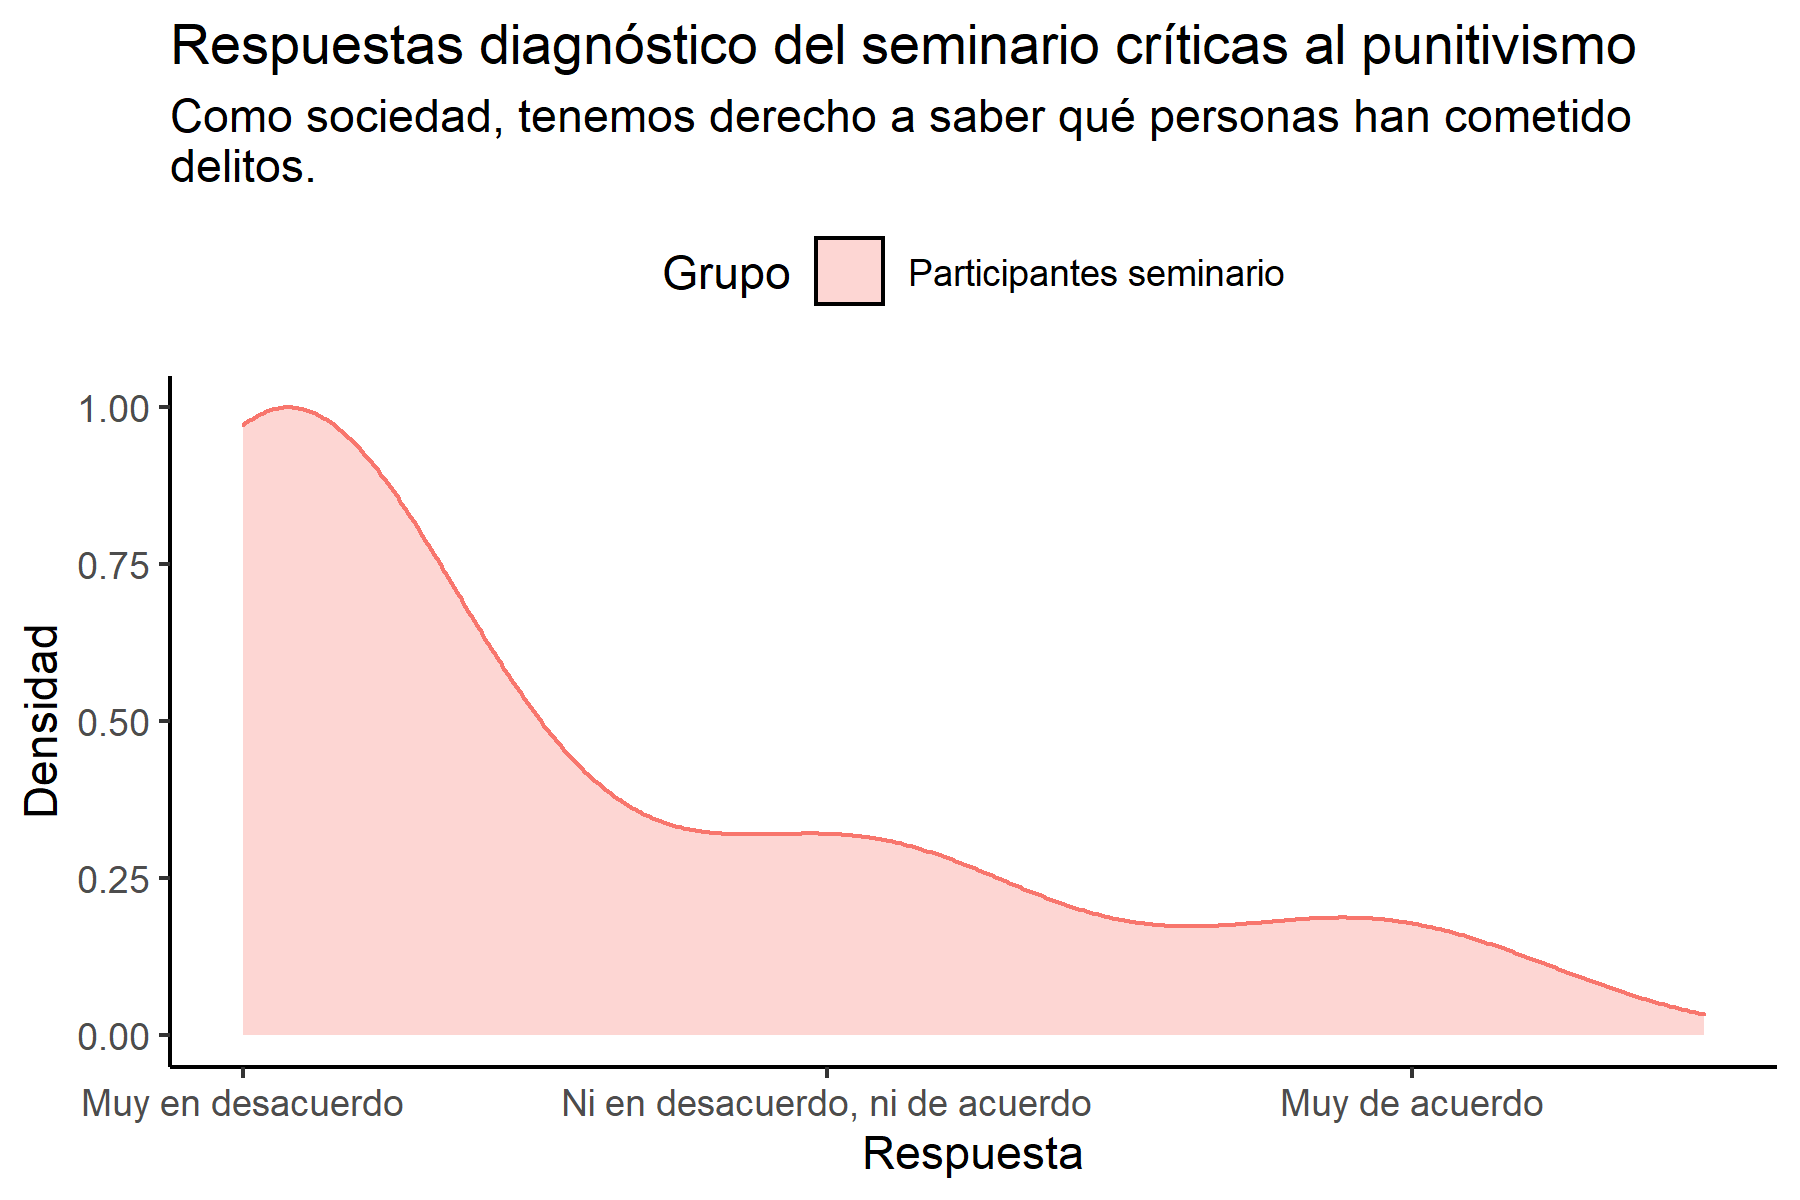 Respuestas diagnóstico del seminario críticas al punitivismo
Como sociedad, tenemos derecho a saber qué personas han cometido
delitos.
Grupo
Participantes seminario
1.00
0.75
0.50
0.25
0.00
Densidad
Muy en desacuerdo
Ni en desacuerdo, ni de acuerdo
Muy de acuerdo
Respuesta